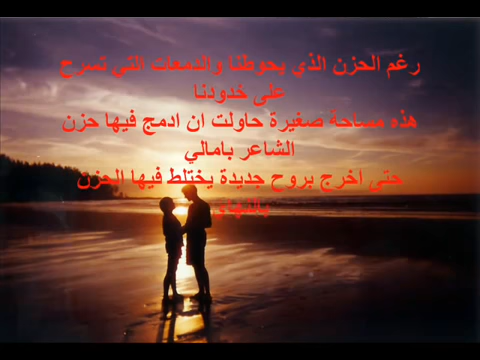 رغم الحزن الذي يحوطنا والدمعات التي تسرح
على خدودنا
هذه مساحة صغيرة حاولت ان ادمج فيها حزن
الشاعر بامالي
حتى اخرج بروح جديدة يختلط فيها الحزن